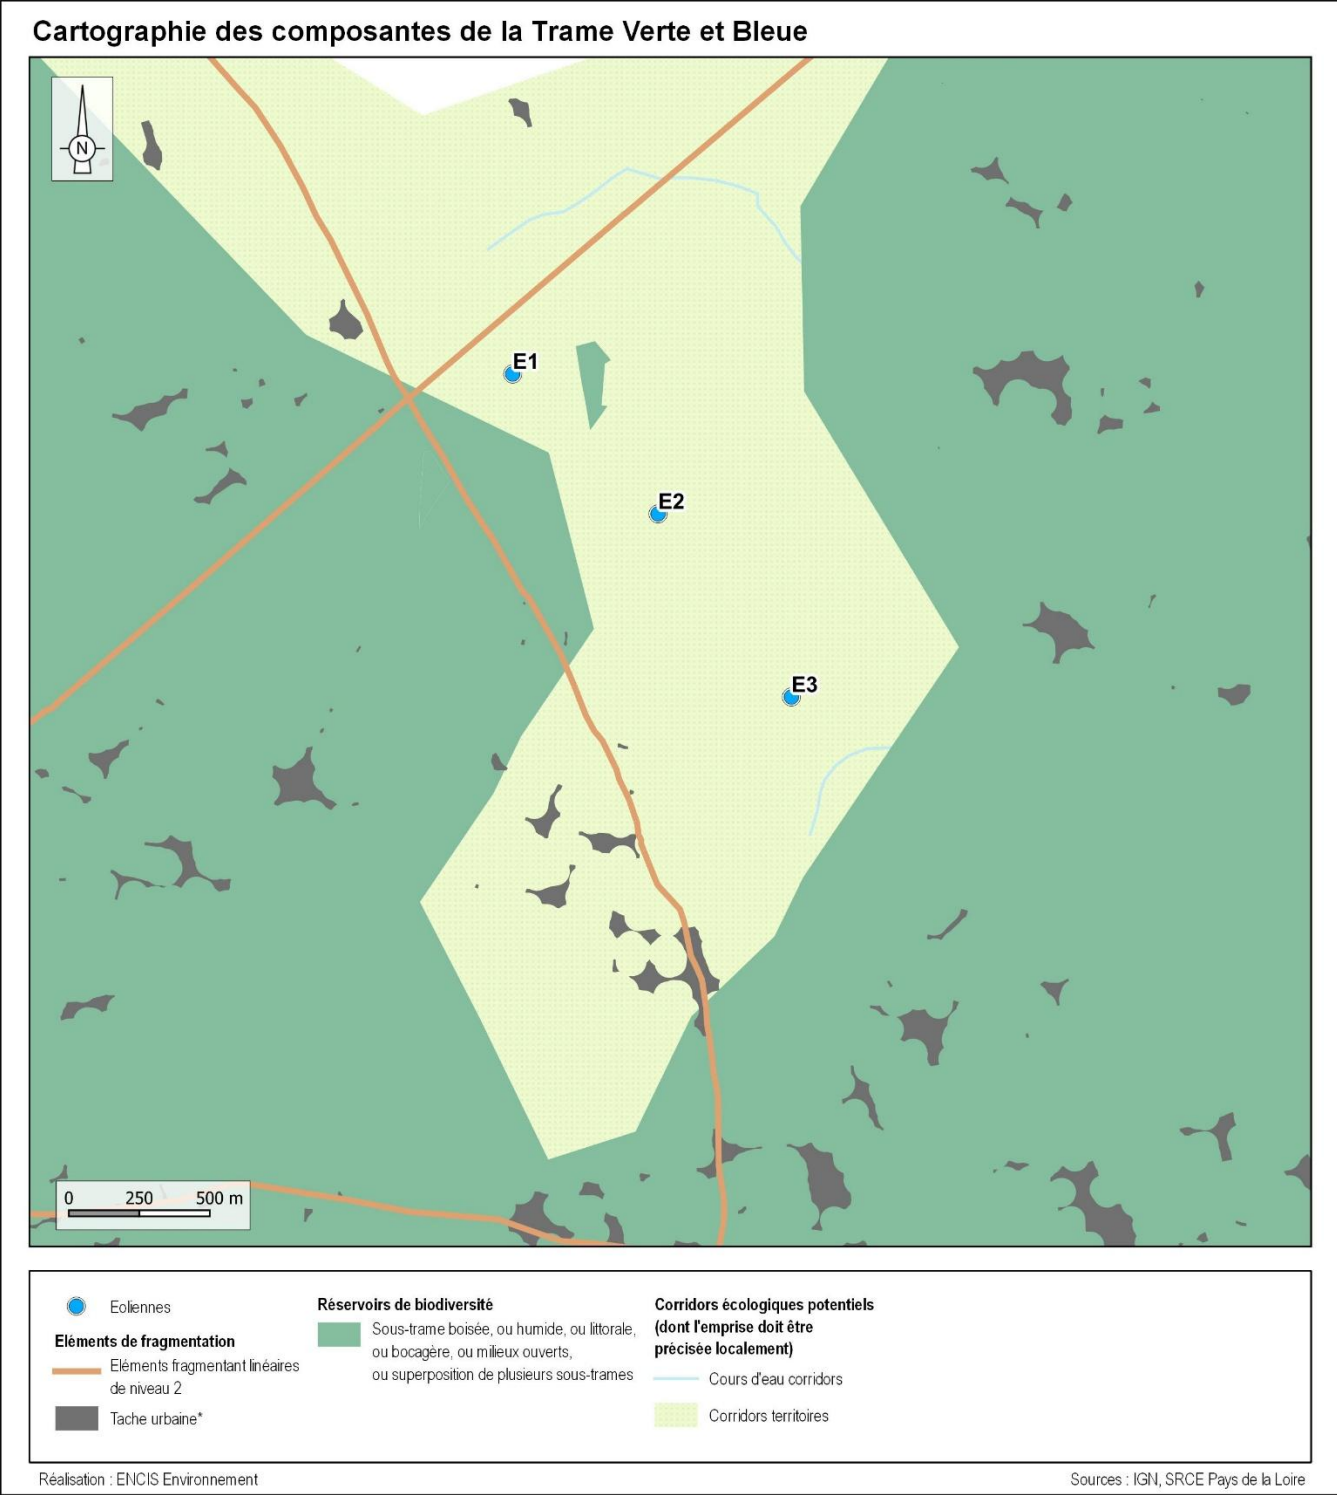 Cartographie des composantes de la Trame Verte et Bleue
N
E1
E2
E3
0 250 500 m
Eoliennes
Eléments de fragmentation
Eléments fragmentant linéaires
de niveau 2
Tache urbaine*
Réservoirs de biodiversité
Sous-trame boisée, ou humide, ou littorale,
ou bocagère, ou milieux ouverts,
ou superposition de plusieurs sous-trames
Corridors écologiques potentiels
(dont l'emprise doit être
précisée localement)
Cours d'eau corridors
Corridors territoires
Réalisation : ENCIS Environnement
Sources : IGN, SRCE Pays de la Loire